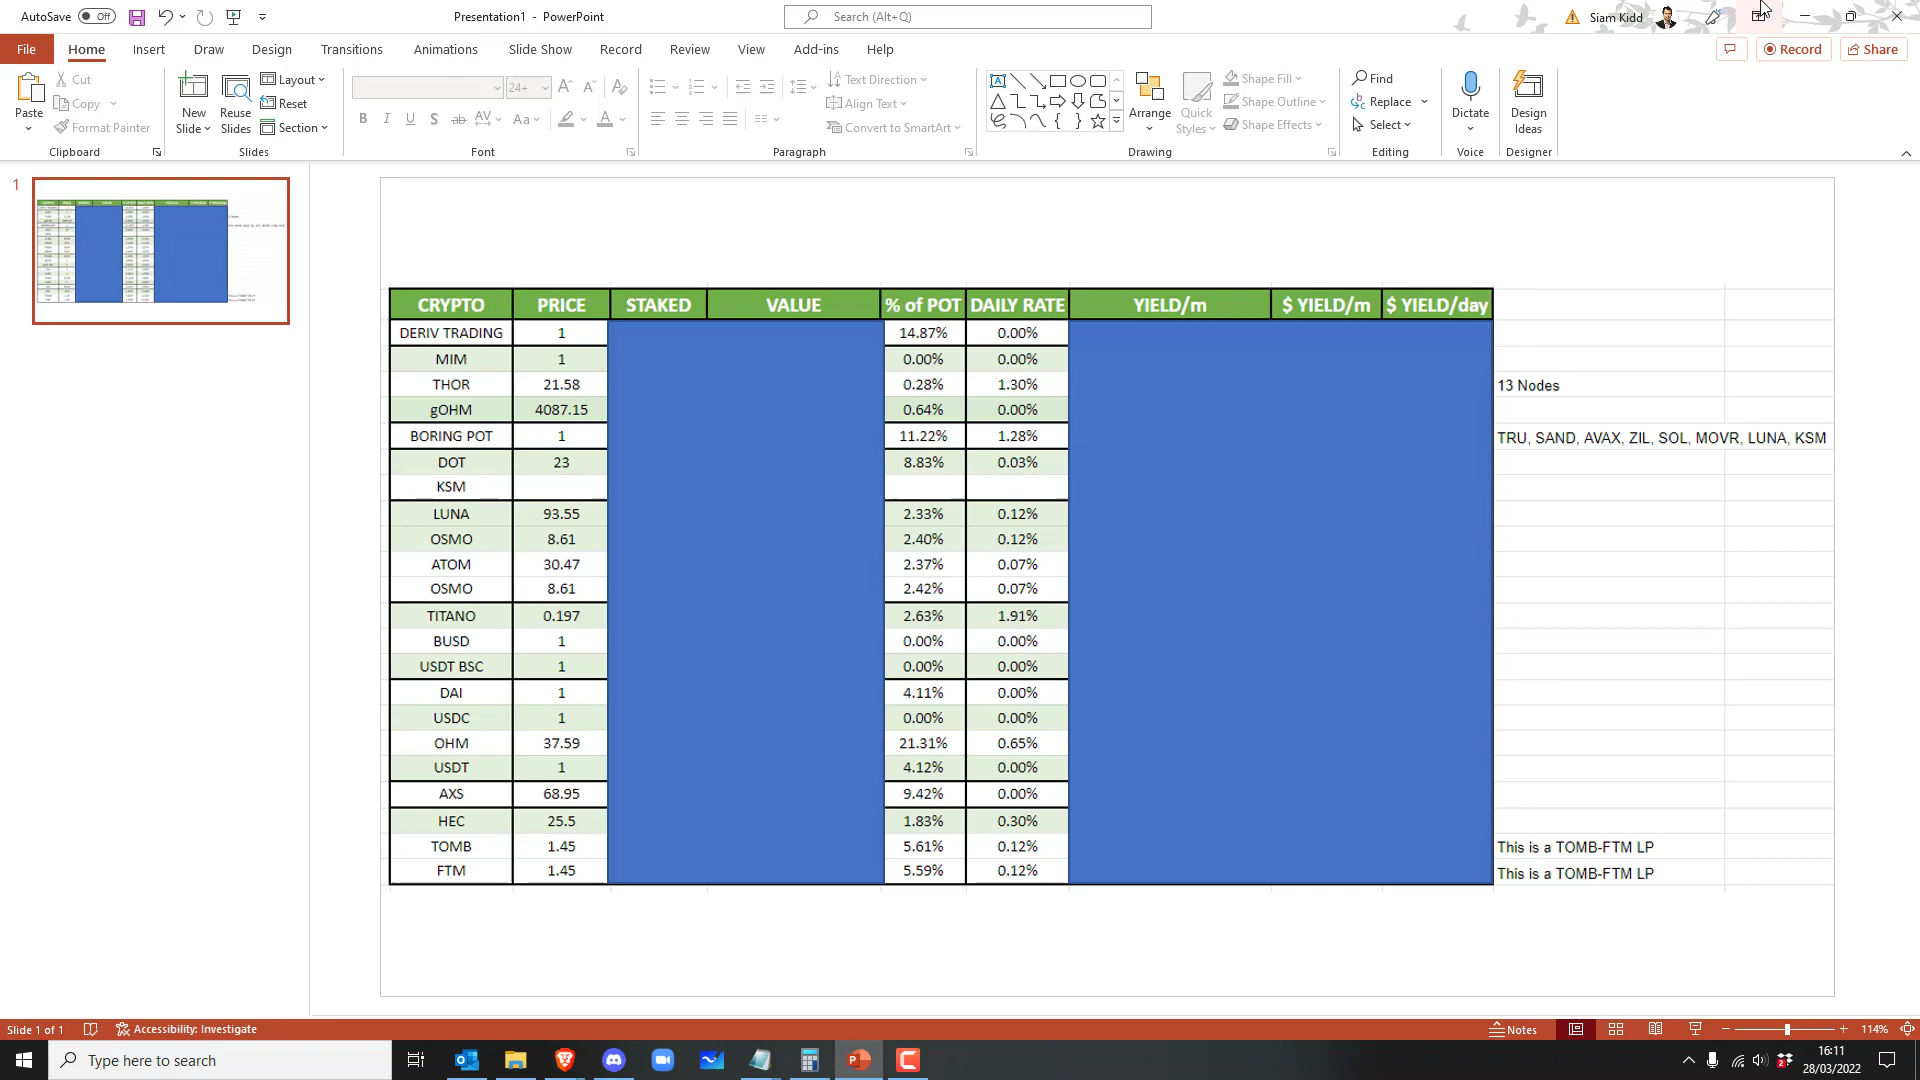 AutoSave Off Presentation1 - PowerPoint Search (Alt+Q) Siam Kidd
File Home Insert Draw Design Transitions Animations Slide Show Record Review View Add-ins Help Record Share
Paste Cut Copy Format Painter Clipboard
New Slide Reuse Slides Layout Reset Section Slides
24+ A A A
B I U S ab AV Aa A Font
Text Direction Align Text Convert to SmartArt Paragraph
Arrange Quick Styles Shape Fill Shape Outline Shape Effects Drawing
Find Replace Select Editing
Dictate Voice
Design Ideas Designer
1
CRYPTO PRICE STAKED VALUE % of POT DAILY RATE YIELD/m $ YIELD/m $ YIELD/day
DERIV TRADING 1 14.87% 0.00%
MIM 1 0.00% 0.00%
THOR 21.58 0.28% 1.30% 13 Nodes
gOHM 4087.15 0.64% 0.00%
BORING POT 1 11.22% 1.28% TRU, SAND, AVAX, ZIL, SOL, MOVR, LUNA, KSM
DOT 23 8.83% 0.03%
KSM
LUNA 93.55 2.33% 0.12%
OSMO 8.61 2.40% 0.12%
ATOM 30.47 2.37% 0.07%
OSMO 8.61 2.42% 0.07%
TITANO 0.197 2.63% 1.91%
BUSD 1 0.00% 0.00%
USDT BSC 1 0.00% 0.00%
DAI 1 4.11% 0.00%
USDC 1 0.00% 0.00%
OHM 37.59 21.31% 0.65%
USDT 1 4.12% 0.00%
AXS 68.95 9.42% 0.00%
HEC 25.5 1.83% 0.30%
TOMB 1.45 5.61% 0.12% This is a TOMB-FTM LP
FTM 1.45 5.59% 0.12% This is a TOMB-FTM LP
Slide 1 of 1 Accessibility: Investigate Notes 114%
Type here to search 16:11
28/03/2022